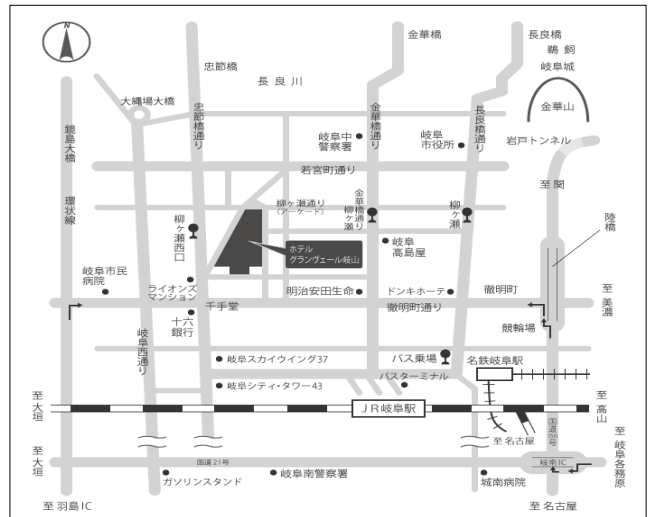 金華橋
長良橋
鵜飼
岐阜城
忠節橋
長良川
金華山
大縄場大橋
忠節橋通り
金華橋通り
長良橋通り
鏡島大橋
岐阜中
警察署
岐阜
市役所
岩戸トンネル
若宮町通り
至関
環状線
柳ヶ瀬通り
(アーケード)
金華橋通り
柳ヶ瀬
柳ヶ瀬
陸橋
柳ヶ瀬
西口
ホテル
グランヴェール岐山
岐阜
高島屋
岐阜市民
病院
ライオンズ
マンション
明治安田生命
ドンキホーテ
徹明町
至美濃
千手堂
徹明町通り
十六
銀行
競輪場
岐阜西通り
岐阜スカイウイング37
バス乗場
名鉄岐阜駅
岐阜シティ・タワー43
バスターミナル
至大垣
JR岐阜駅
至高山
至名古屋
至大垣
国道21号
岐南IC
至岐阜各務原
ガソリンスタンド
岐阜南警察署
城南病院
至羽島IC
至名古屋